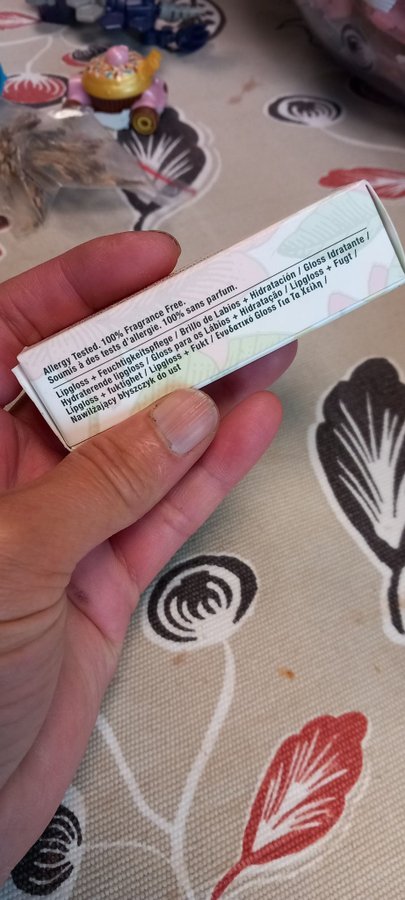 Allergy Tested. 100% Fragrance Free.
Soumis à des tests d'allergie. 100% sans parfum.
Lipgloss + Feuchtigkeitspflege / Brillo de Labios + Hidratación / Gloss Idratante /
Hydraterende lipgloss / Gloss para os Lábios + Hidratação / Lipgloss + Fugt /
Lipgloss + fuktighet / Lipgloss + Fukt / Ενυδατικό Gloss Για Τα Χείλη /
Nawilżający błyszczyk do ust